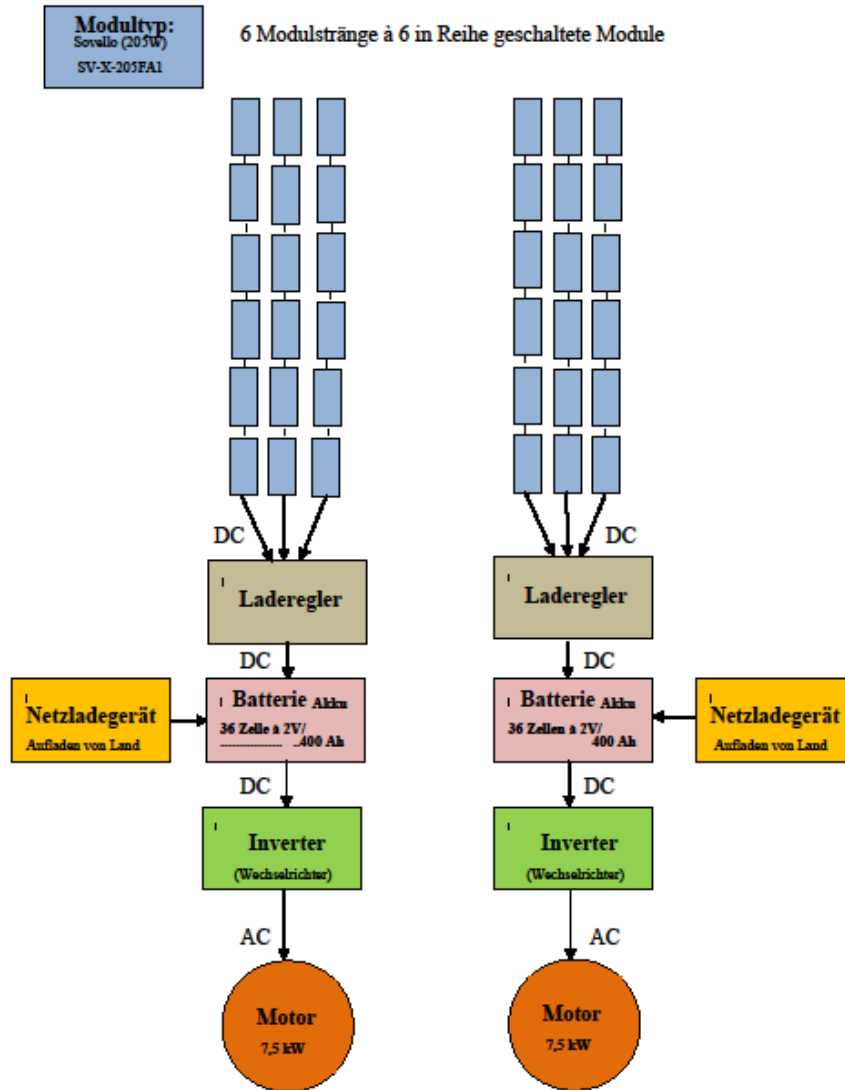 Modultyp:
Sovello (205W)
SV-X-205FA1
6 Modulstränge à 6 in Reihe geschaltete Module
DC
DC
Laderegler
Laderegler
DC
DC
Netzladegerät
Aufladen von Land
Batterie Akku
36 Zelle à 2V/
..400 Ah
Batterie Akku
36 Zellen à 2V/
400 Ah
Netzladegerät
Aufladen von Land
DC
DC
Inverter
(Wechselrichter)
Inverter
(Wechselrichter)
AC
AC
Motor
7,5 kW
Motor
7,5 kW